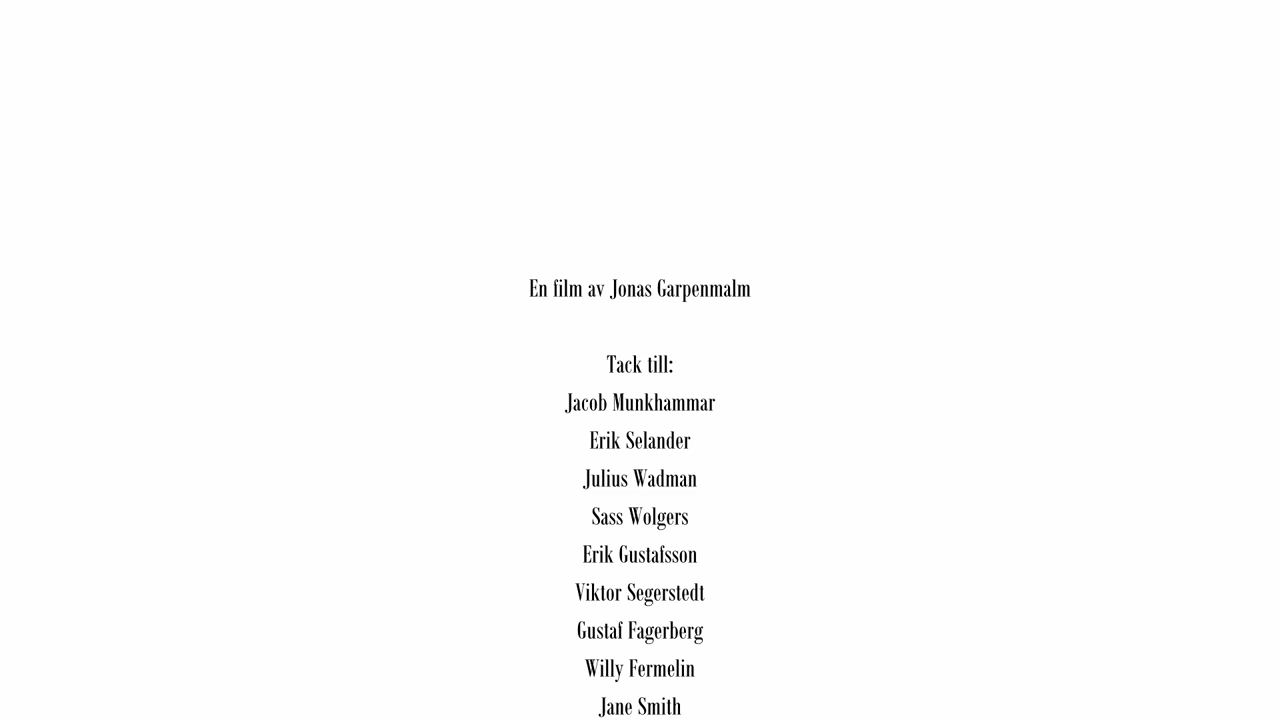 En film av Jonas Garpenmalm
Tack till:
Jacob Munkhammar
Erik Selander
Julius Wadman
Sass Wolgers
Erik Gustafsson
Viktor Segerstedt
Gustaf Fagerberg
Willy Fermelin
Jane Smith